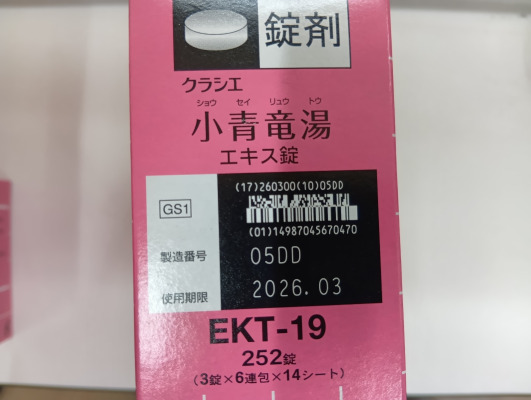 錠剤
クラシエ
ショウ セイ リュウ トウ
小青竜湯
エキス錠
(17)260300(10)05DD
GS1
(01)14987045670470
製造番号 05DD
使用期限 2026.03
EKT-19
252錠
(3錠×6連包×14シート)